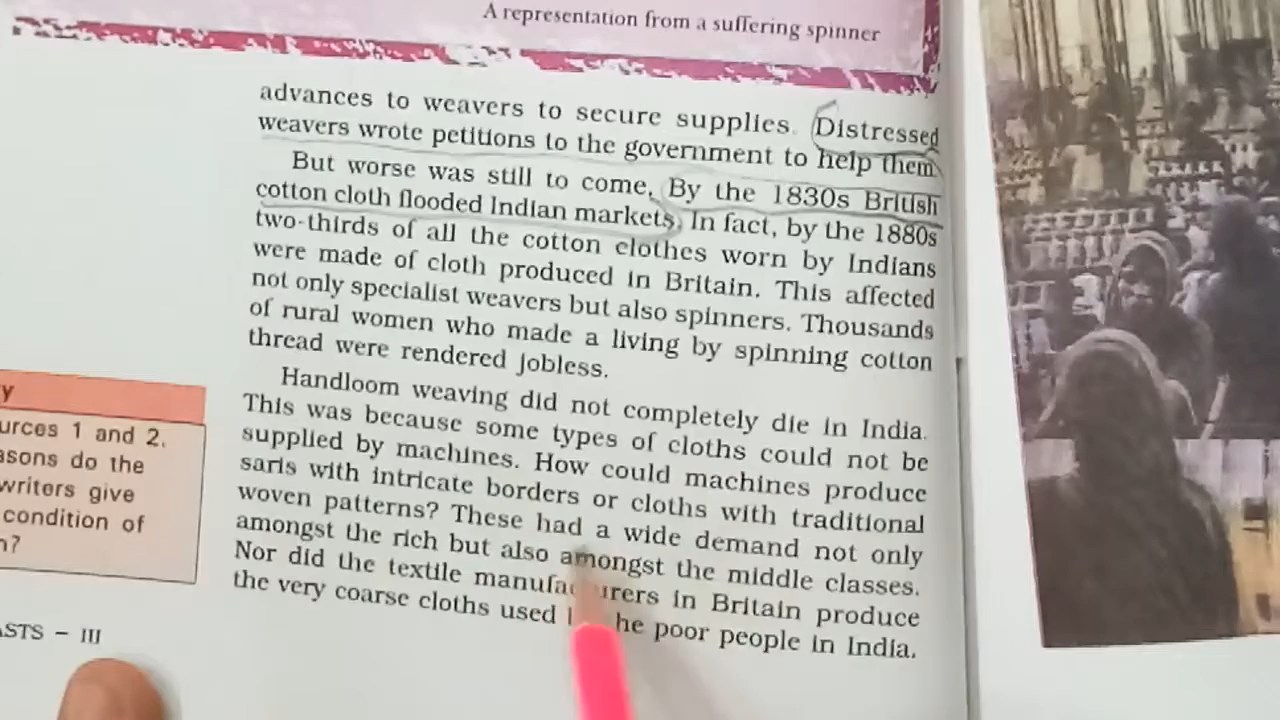 A representation from a suffering spinner
advances to weavers to secure supplies. Distressed
weavers wrote petitions to the government to help them.
But worse was still to come. By the 1830s British
cotton cloth flooded Indian markets. In fact, by the 1880s
two-thirds of all the cotton clothes worn by Indians
were made of cloth produced in Britain. This affected
not only specialist weavers but also spinners. Thousands
of rural women who made a living by spinning cotton
thread were rendered jobless.
Handloom weaving did not completely die in India.
This was because some types of cloths could not be
supplied by machines. How could machines produce
saris with intricate borders or cloths with traditional
woven patterns? These had a wide demand not only
amongst the rich but also amongst the middle classes.
Nor did the textile manufacturers in Britain produce
the very coarse cloths used he poor people in India.
y
urces 1 and 2.
asons do the
writers give
condition of
n?
ASTS – III